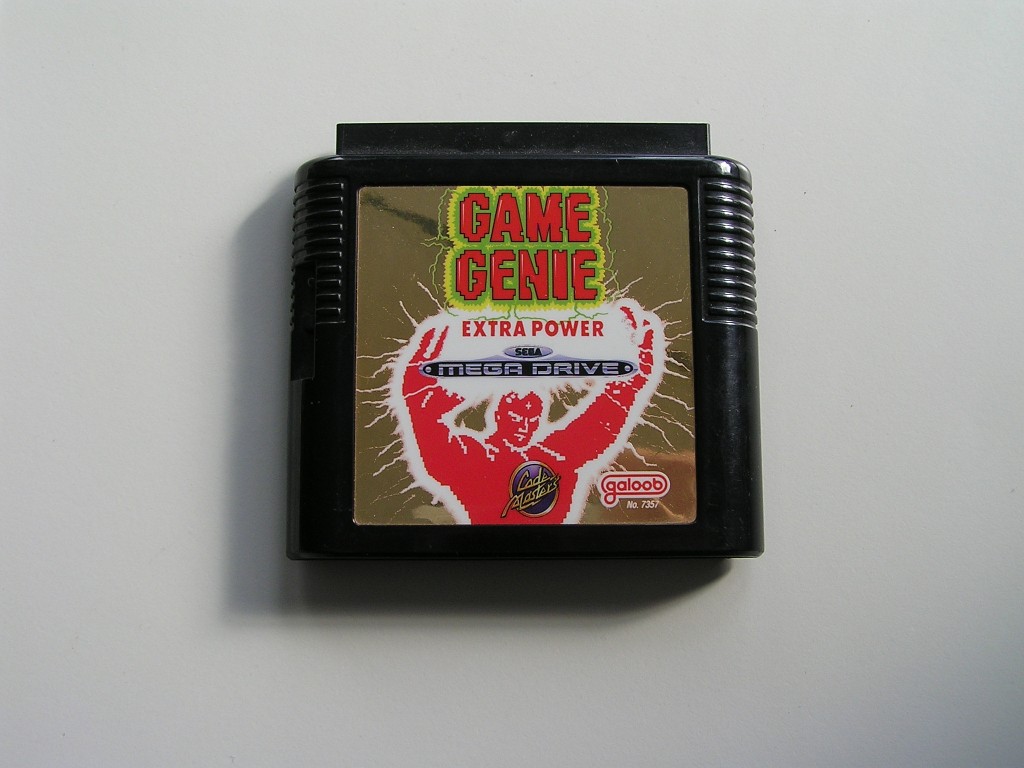 GAME
GENIE
EXTRA POWER
SEGA
MEGA DRIVE
Code
Masters
galoob
No. 7357